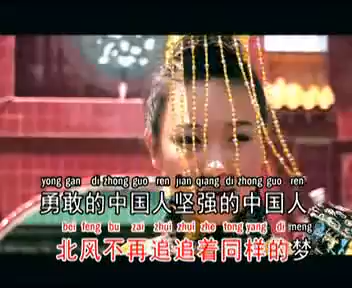 yong gan di zhong guo ren jian qiang di zhong guo ren
勇敢的中国人坚强的中国人
bei feng bu zai zhui zhui zhe tong yang di meng
北风不再追追着同样的梦